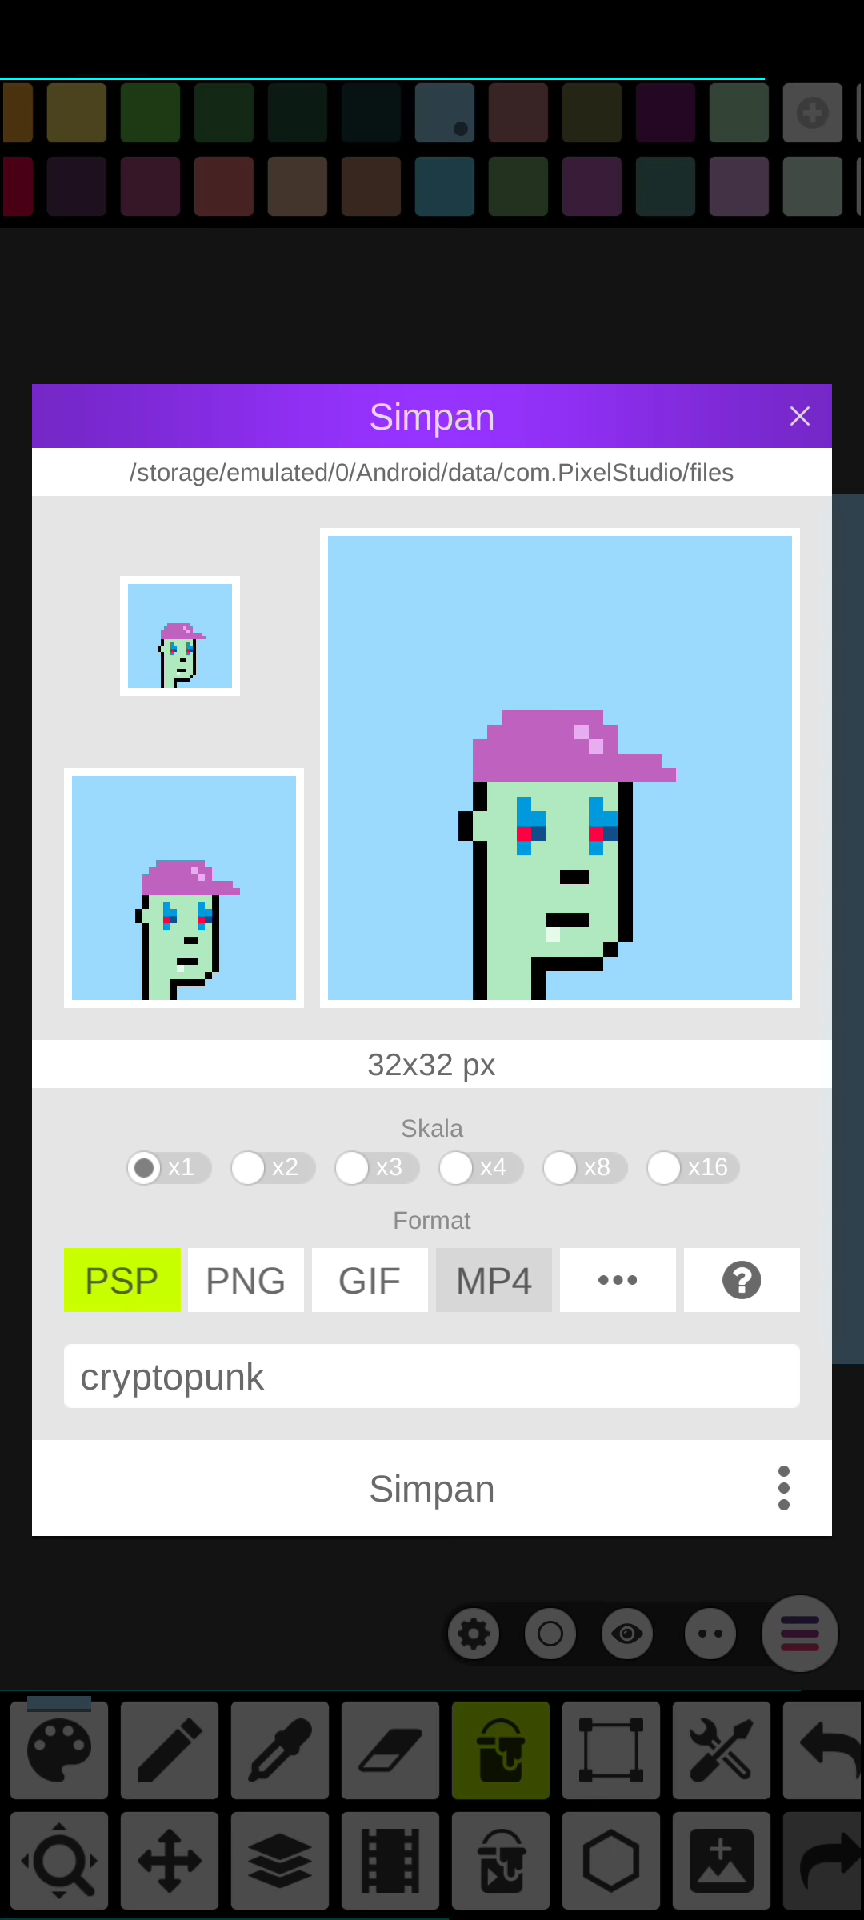 Simpan
/storage/emulated/0/Android/data/com.PixelStudio/files
32x32 px
Skala
x1 x2 x3 x4 x8 x16
Format
PSP PNG GIF MP4
cryptopunk
Simpan